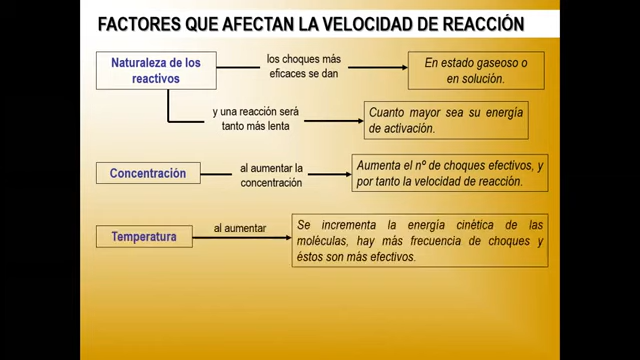 FACTORES QUE AFECTAN LA VELOCIDAD DE REACCIÓN
Naturaleza de los
reactivos
los choques más
eficaces se dan
En estado gaseoso o
en solución.
y una reacción será
tanto más lenta
Cuanto mayor sea su energía
de activación.
Concentración
al aumentar la
concentración
Aumenta el nº de choques efectivos, y
por tanto la velocidad de reacción.
Temperatura
al aumentar
Se incrementa la energía cinética de las
moléculas, hay más frecuencia de choques y
éstos son más efectivos.